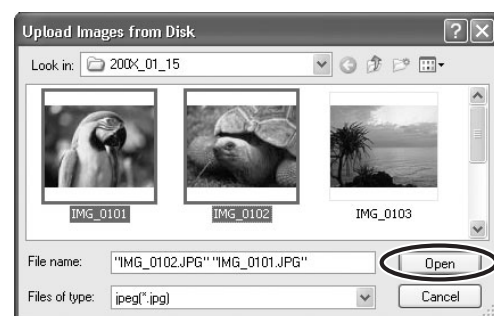 Upload Images from Disk
Look in: 200X_01_15
IMG_0101 IMG_0102 IMG_0103
File name: "IMG_0102.JPG" "IMG_0101.JPG" Open
Files of type: jpeg(*.jpg) Cancel